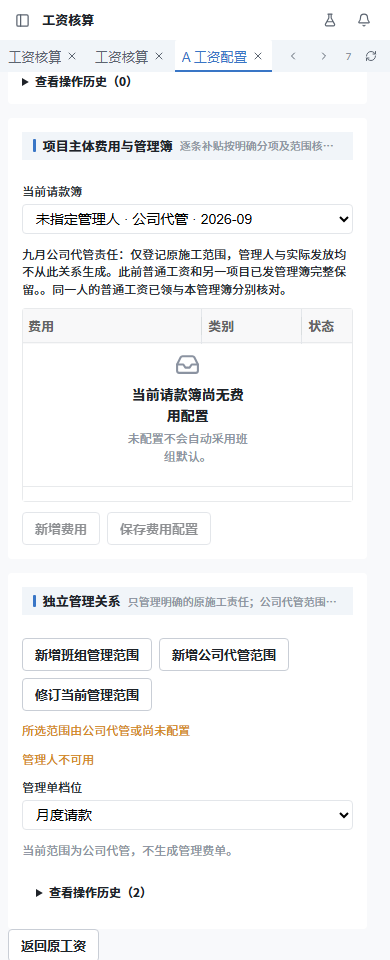 工资核算
工资核算 × 工资核算 × A 工资配置 × 7
▶ 查看操作历史（0）
项目主体费用与管理簿 逐条补贴按明确分项及范围核…
当前请款簿
未指定管理人 · 公司代管 · 2026-09
九月公司代管责任：仅登记原施工范围，管理人与实际发放均
不从此关系生成。此前普通工资和另一项目已发管理簿完整保
留。。同一人的普通工资已领与本管理簿分别核对。
费用 类别 状态
当前请款簿尚无费
用配置
未配置不会自动采用班
组默认。
新增费用 保存费用配置
独立管理关系 只管理明确的原施工责任；公司代管范围…
新增班组管理范围 新增公司代管范围
修订当前管理范围
所选范围由公司代管或尚未配置
管理人不可用
管理单档位
月度请款
当前范围为公司代管，不生成管理费单。
▶ 查看操作历史（2）
返回原工资